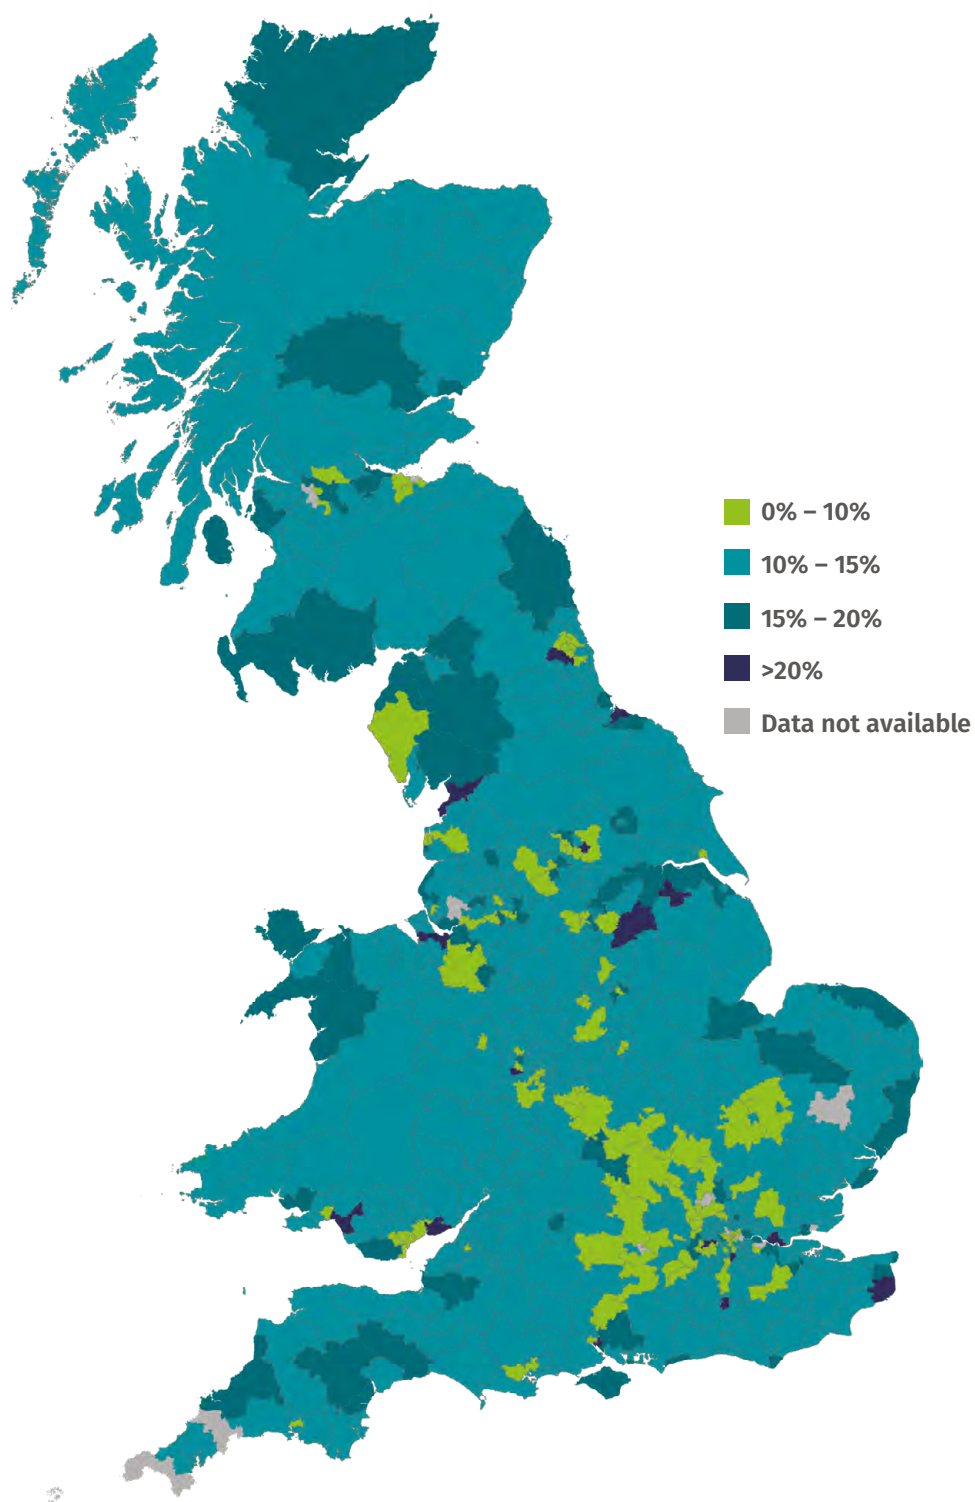 0% – 10%
10% – 15%
15% – 20%
>20%
Data not available